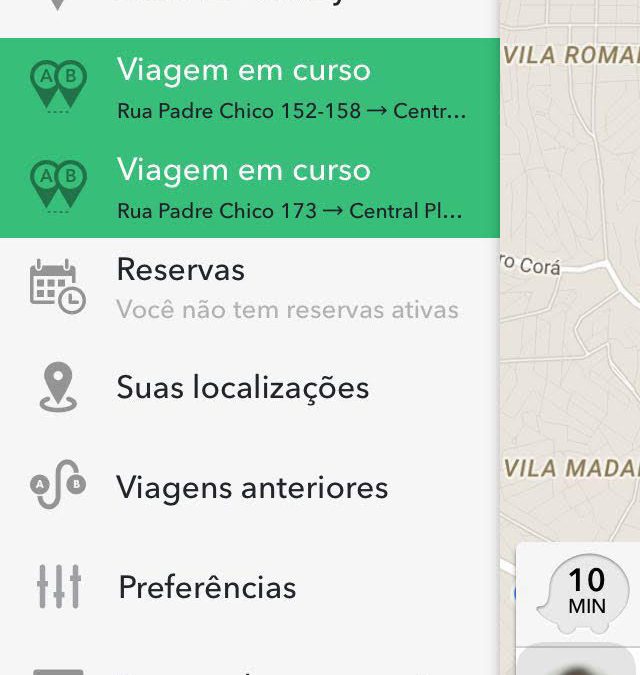 Viagem em curso
A B
Rua Padre Chico 152-158 → Centr...
Viagem em curso
A B
Rua Padre Chico 173 → Central Pl...
Reservas
Você não tem reservas ativas
Suas localizações
A B
Viagens anteriores
Preferências
VILA ROMA
ro Corá
VILA MADA
10
MIN